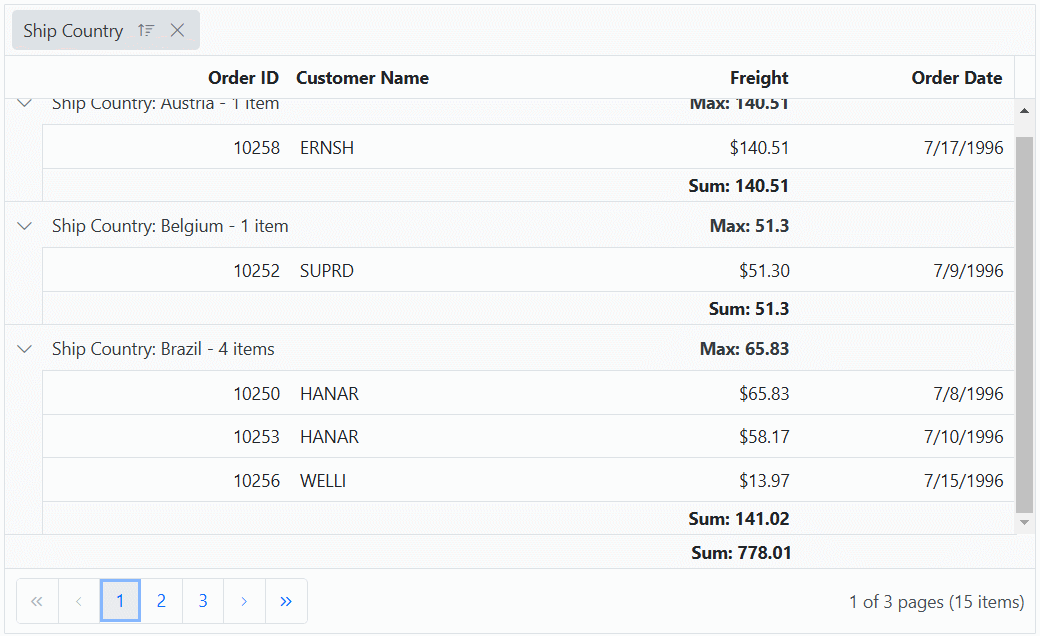 Ship Country
Order ID Customer Name Freight Order Date
Ship Country: Austria - 1 item Max: 140.51
10258 ERNSH $140.51 7/17/1996
Sum: 140.51
Ship Country: Belgium - 1 item Max: 51.3
10252 SUPRD $51.30 7/9/1996
Sum: 51.3
Ship Country: Brazil - 4 items Max: 65.83
10250 HANAR $65.83 7/8/1996
10253 HANAR $58.17 7/10/1996
10256 WELLI $13.97 7/15/1996
Sum: 141.02
Sum: 778.01
1 2 3 1 of 3 pages (15 items)